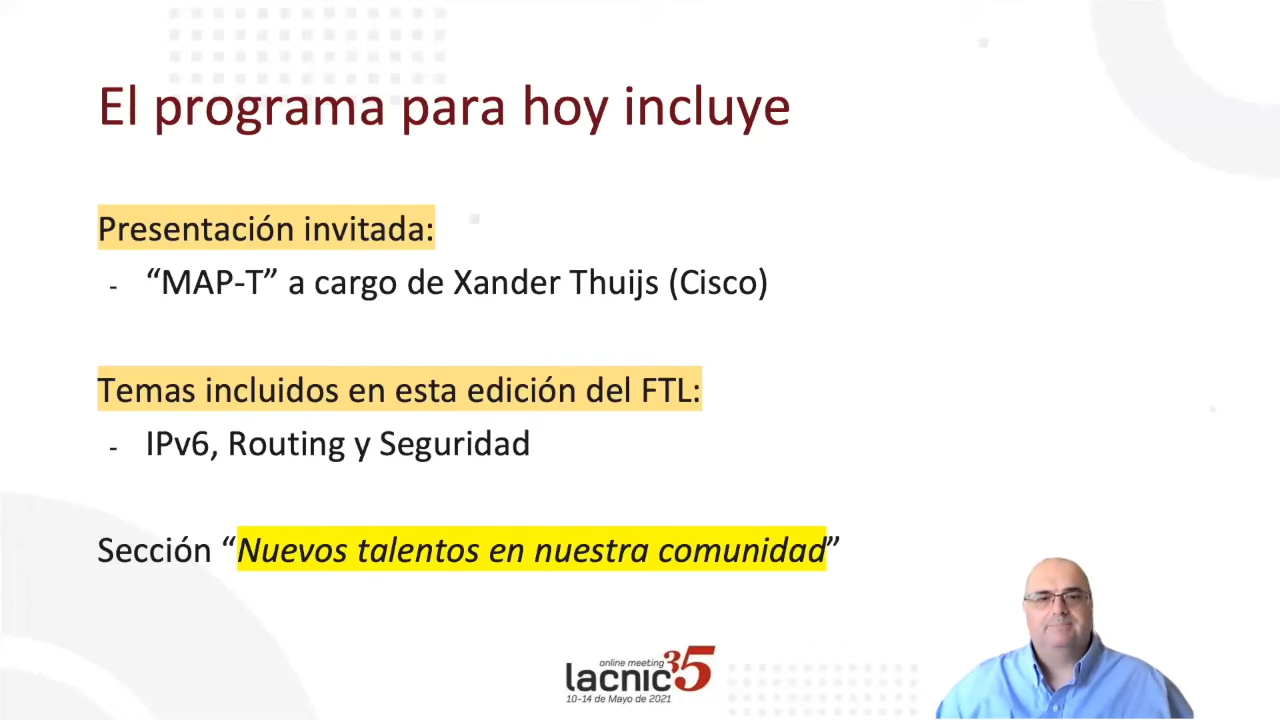 El programa para hoy incluye
Presentación invitada:
- “MAP-T” a cargo de Xander Thuijs (Cisco)
Temas incluidos en esta edición del FTL:
- IPv6, Routing y Seguridad
Sección “Nuevos talentos en nuestra comunidad”
online meeting
lacnic35
10-14 de Mayo de 2021